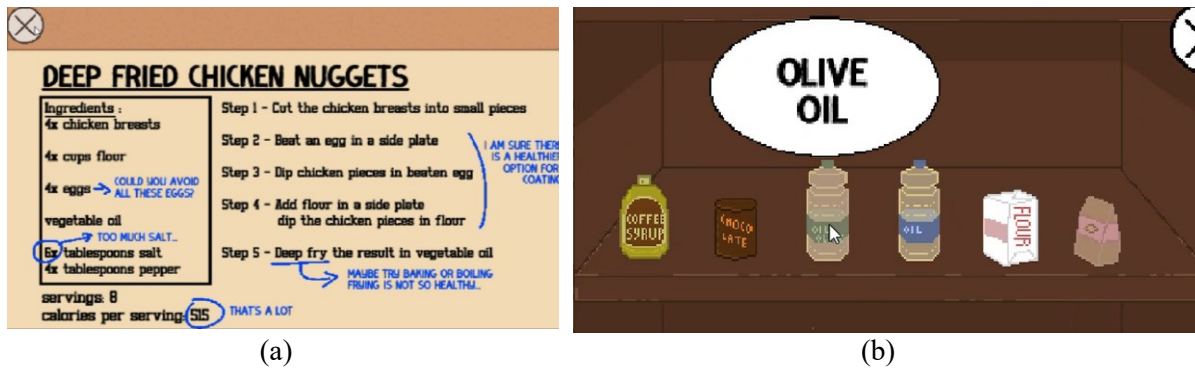 DEEP FRIED CHICKEN NUGGETS
Ingredients :
4x chicken breasts
4x cups flour
4x eggs
COULD YOU AVOID
ALL THESE EGGS?
vegetable oil
TOO MUCH SALT...
6x tablespoons salt
4x tablespoons pepper
servings: 8
calories per serving: 515
THAT'S A LOT
Step 1 - Cut the chicken breasts into small pieces
Step 2 - Beat an egg in a side plate
Step 3 - Dip chicken pieces in beaten egg
Step 4 - Add flour in a side plate
dip the chicken pieces in flour
I AM SURE THER
IS A HEALTHIE
OPTION FOR
COATING
Step 5 - Deep fry the result in vegetable oil
MAYBE TRY BAKING OR BOILING
FRYING IS NOT SO HEALTHY...
(a)
OLIVE
OIL
COFFEE
SYRUP
CHOCO
LATE
OIL
FLOUR
(b)